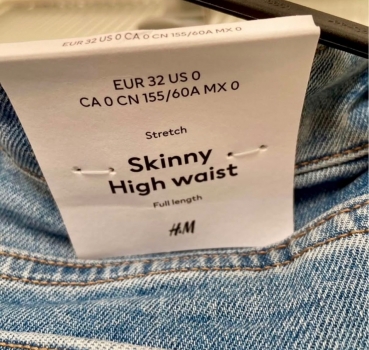 EUR 32 US 0 CA 0 CN 155/60A MX 0
EUR 32 US 0
CA 0 CN 155/60A MX 0
Stretch
Skinny
High waist
Full length
H&M